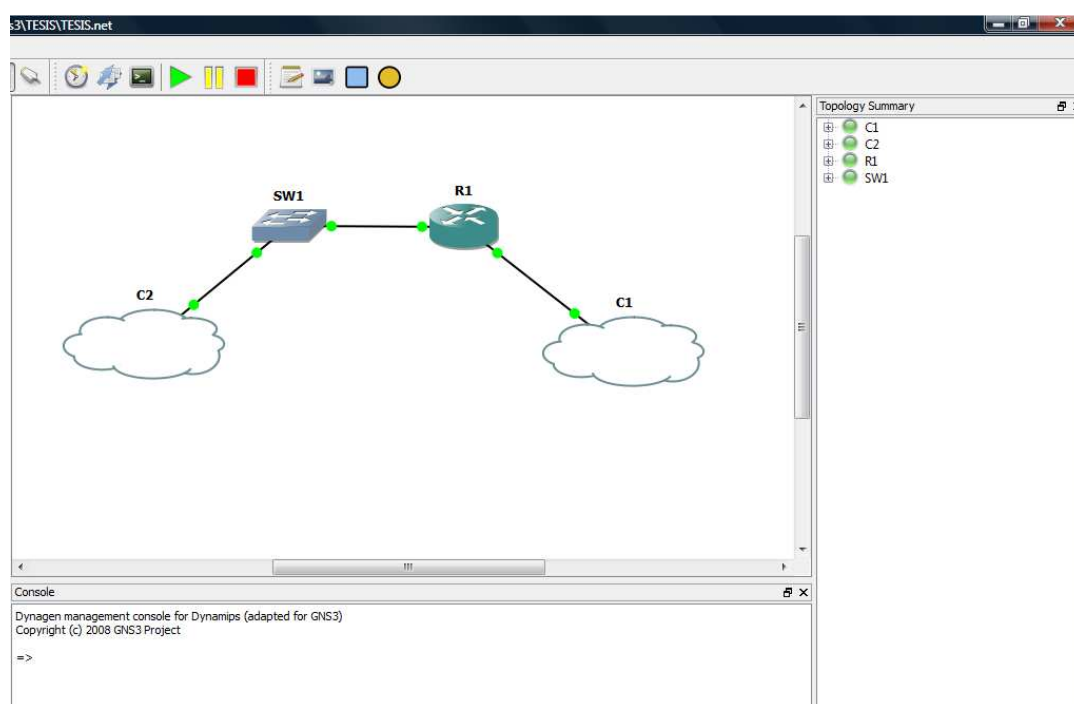 s3\TESIS\TESIS.net
Topology Summary
C1
C2
R1
SW1
SW1
R1
C2
C1
Console
Dynagen management console for Dynamips (adapted for GNS3)
Copyright (c) 2008 GNS3 Project
=>